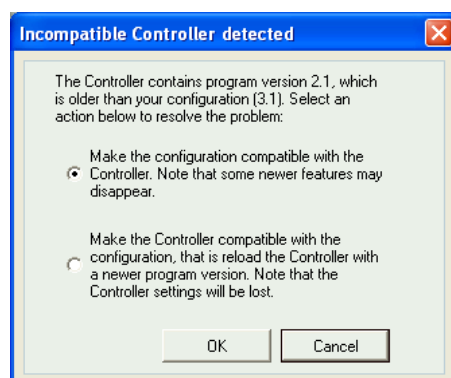 Incompatible Controller detected
The Controller contains program version 2.1, which
is older than your configuration (3.1). Select an
action below to resolve the problem:
Make the configuration compatible with the
Controller. Note that some newer features may
disappear.
Make the Controller compatible with the
configuration, that is reload the Controller with
a newer program version. Note that the
Controller settings will be lost.
OK Cancel